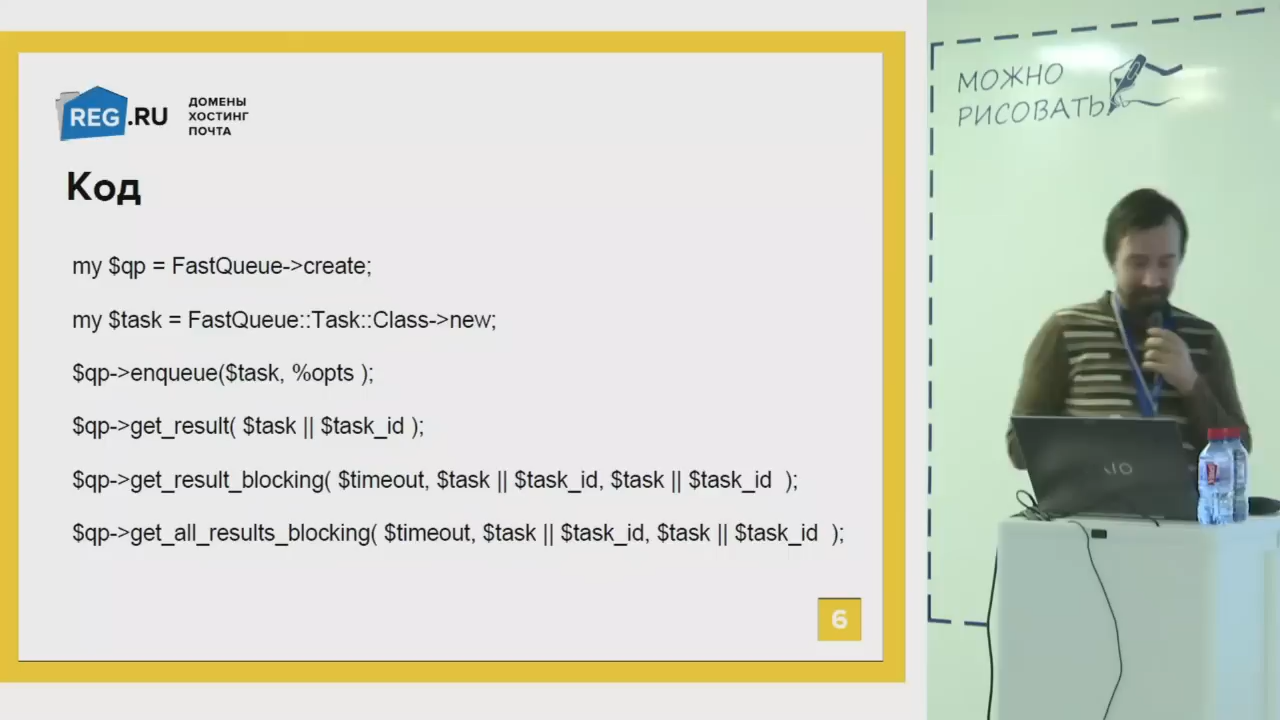 REG.RU
ДОМЕНЫ
ХОСТИНГ
ПОЧТА
Код
my $qp = FastQueue->create;
my $task = FastQueue::Task::Class->new;
$qp->enqueue($task, %opts );
$qp->get_result( $task || $task_id );
$qp->get_result_blocking( $timeout, $task || $task_id, $task || $task_id  );
$qp->get_all_results_blocking( $timeout, $task || $task_id, $task || $task_id  );
6
МОЖНО
РИСОВАТЬ
VAIO